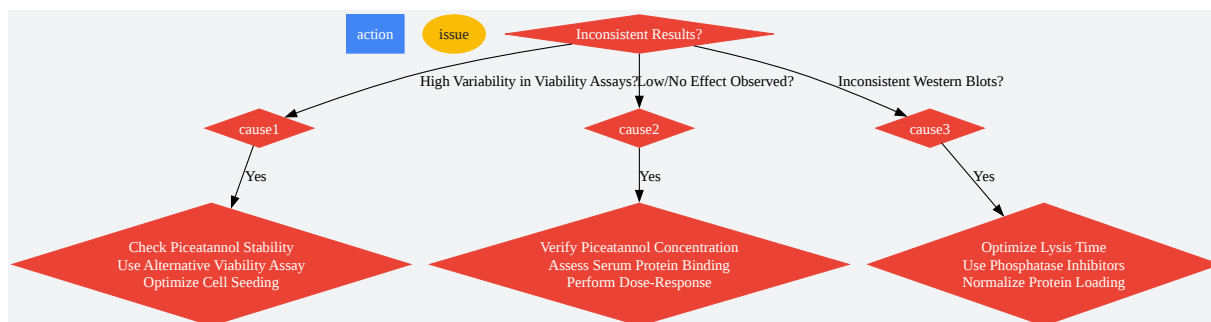 action
issue
Inconsistent Results?
High Variability in Viability Assays?
Low/No Effect Observed?
Inconsistent Western Blots?
cause1
cause2
cause3
Yes
Yes
Yes
Check Piceatannol Stability
Use Alternative Viability Assay
Optimize Cell Seeding
Verify Piceatannol Concentration
Assess Serum Protein Binding
Perform Dose-Response
Optimize Lysis Time
Use Phosphatase Inhibitors
Normalize Protein Loading